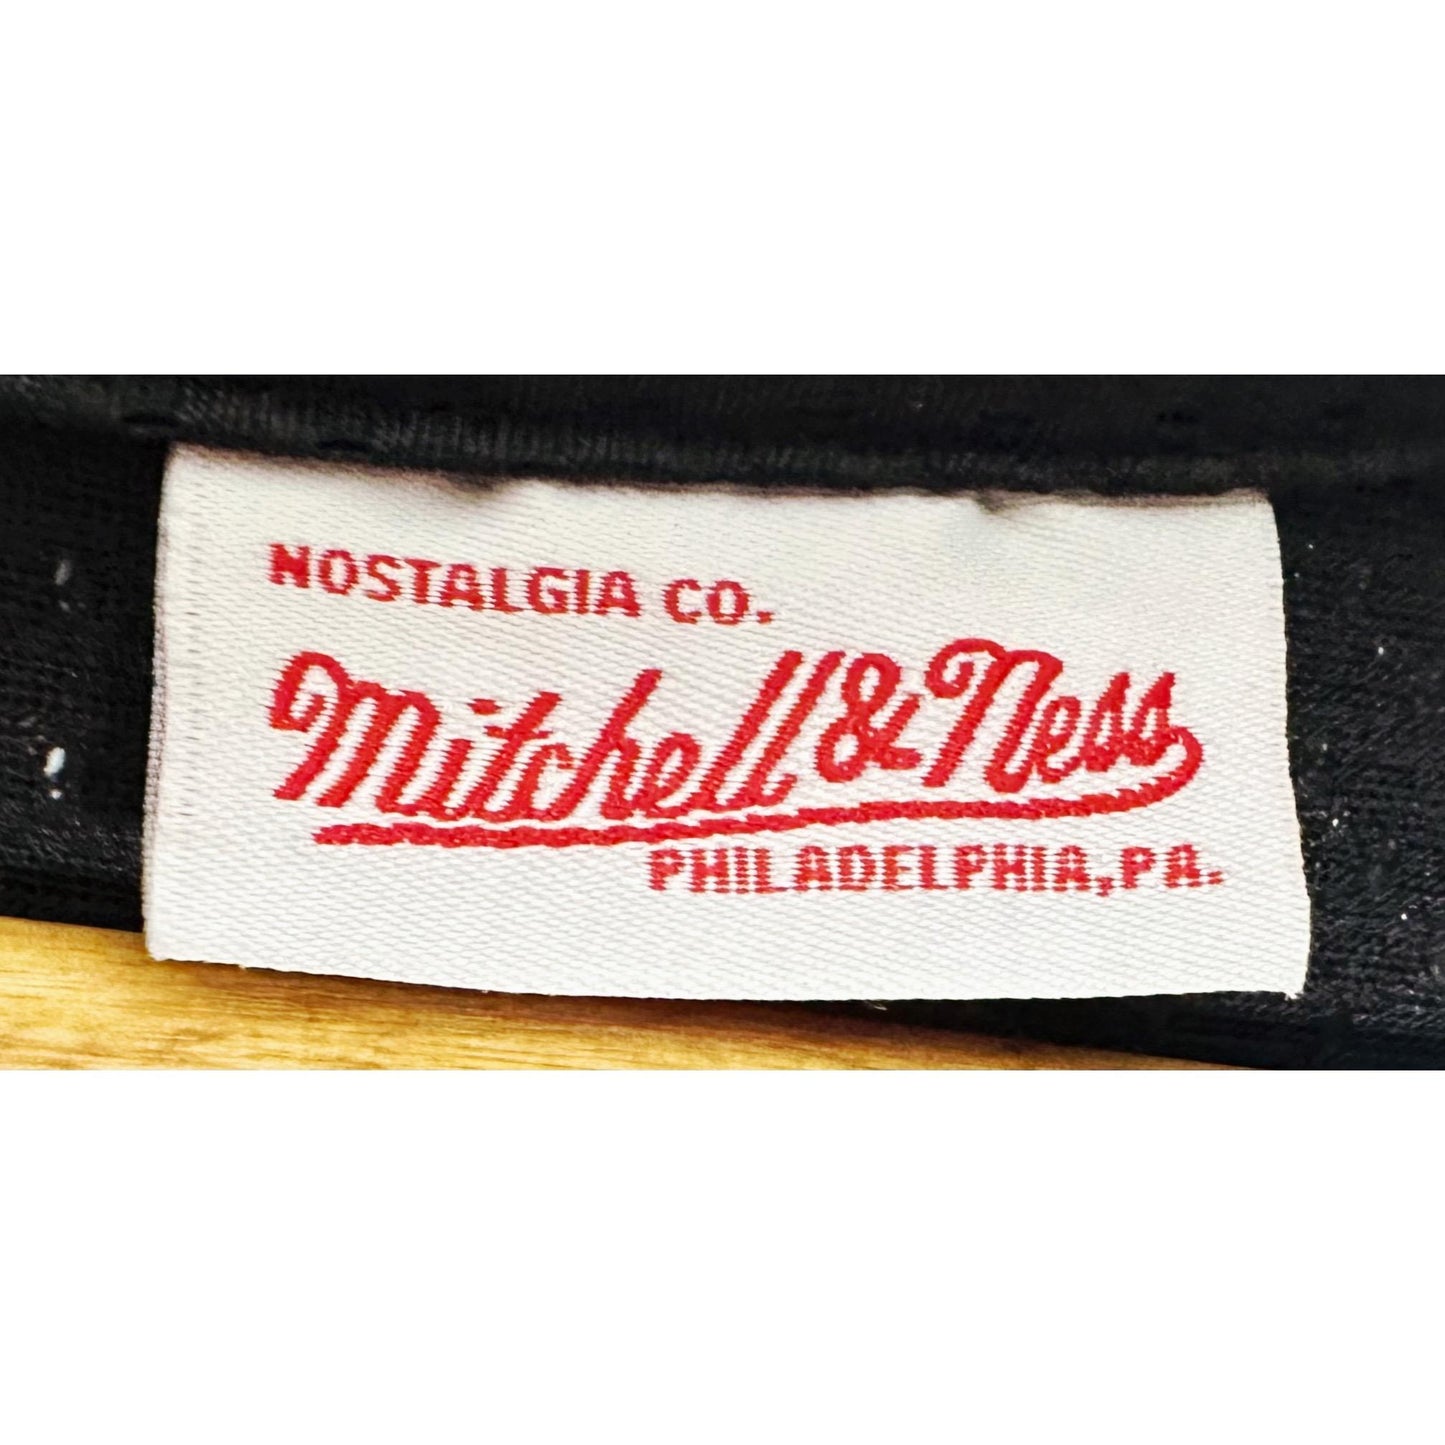 NOSTALGIA CO.
Mitchell & Ness
PHILADELPHIA, PA.